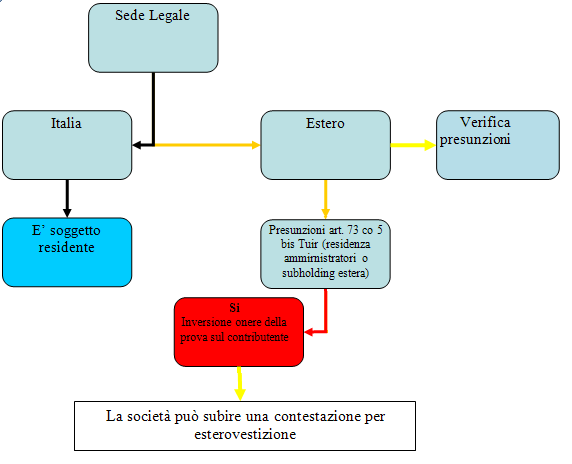 Sede Legale
Italia
Estero
Verifica
presunzioni
E’ soggetto
residente
Presunzioni art. 73 co 5
bis Tuir (residenza
amministratori o
subholding estera)
Si
Inversione onere della
prova sul contributente
La società può subire una contestazione per
esterovestizione